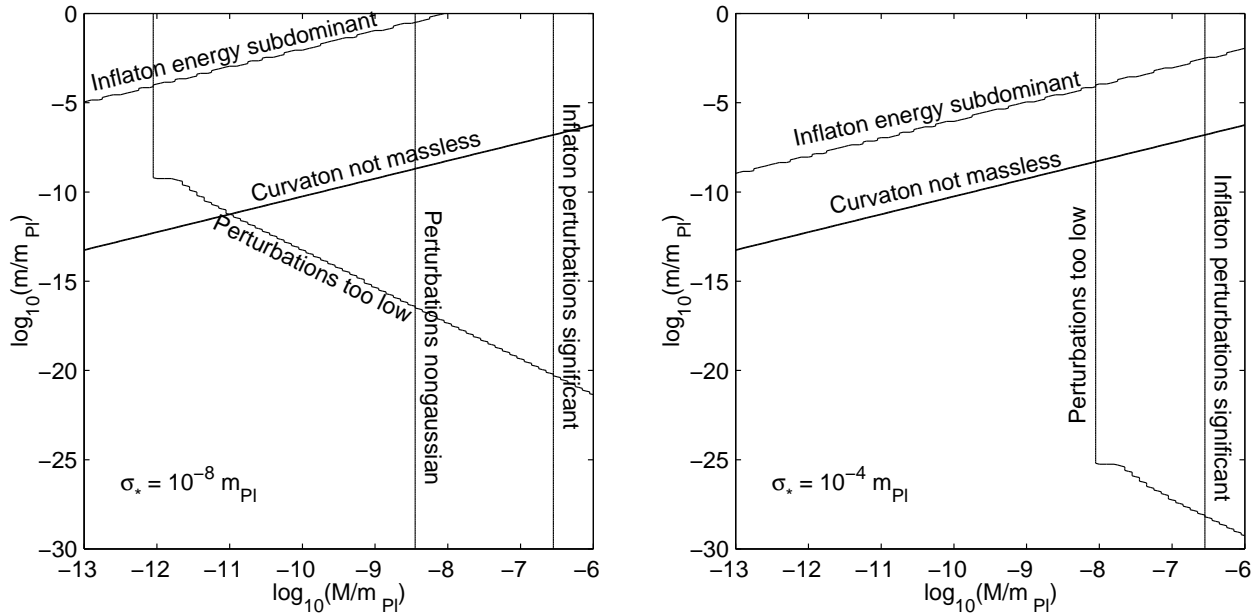 0
−5
−10
−15
−20
−25
−30
log10(m/mPl)
Inflaton energy subdominant
Curvaton not massless
Perturbations too low
Perturbations nongaussian
Inflaton perturbations significant
σ* = 10−8 mPl
−13 −12 −11 −10 −9 −8 −7 −6
log10(M/mPl)
0
−5
−10
−15
−20
−25
−30
log10(m/mPl)
Inflaton energy subdominant
Curvaton not massless
Perturbations too low
Inflaton perturbations significant
σ* = 10−4 mPl
−13 −12 −11 −10 −9 −8 −7 −6
log10(M/mPl)